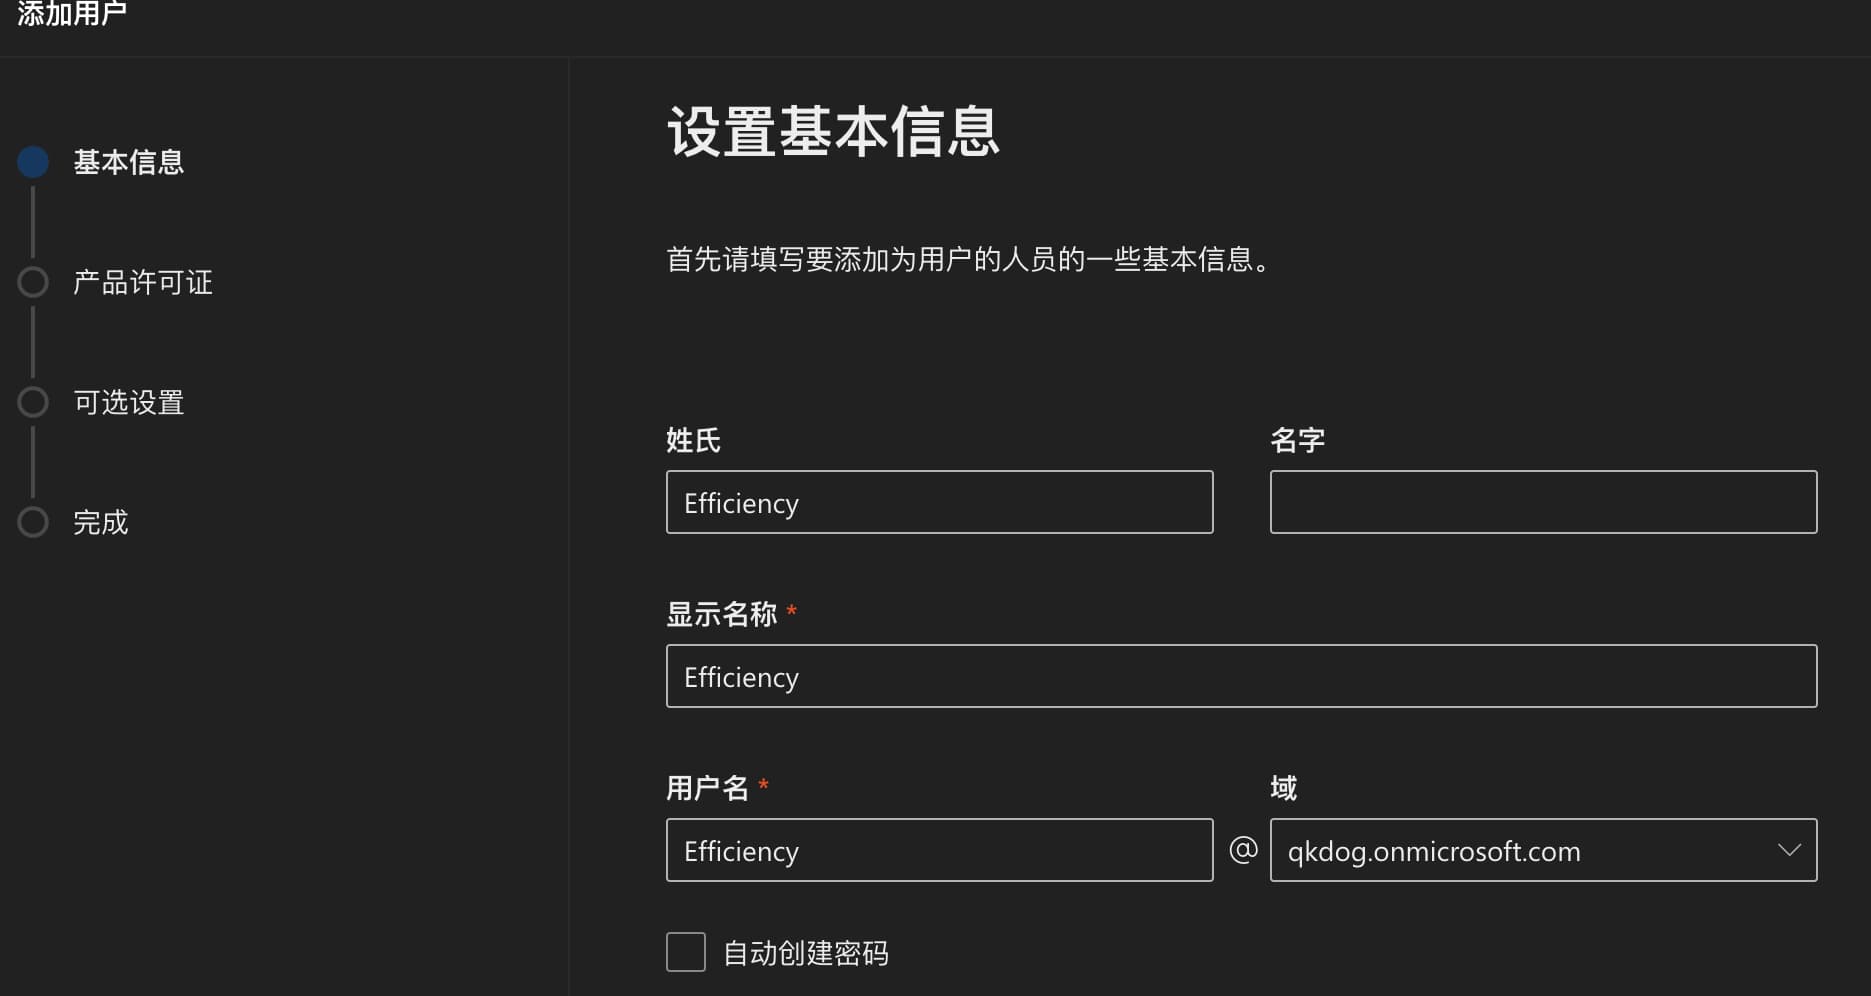 添加用户
基本信息
产品许可证
可选设置
完成
设置基本信息
首先请填写要添加为用户的人员的一些基本信息。
姓氏 名字
Efficiency
显示名称 *
Efficiency
用户名 * 域
Efficiency @ qkdog.onmicrosoft.com
自动创建密码